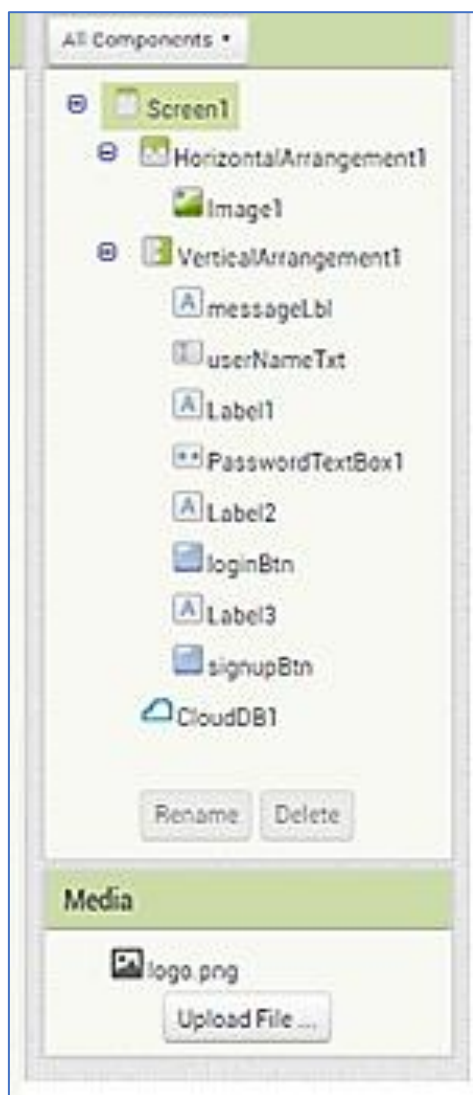 All Components
Screen1
HorizontalArrangement1
Image1
VerticalArrangement1
messageLbl
userNameTxt
Label1
PasswordTextBox1
Label2
loginBtn
Label3
signupBtn
CloudDB1
Rename Delete
Media
logo.png
Upload File ...